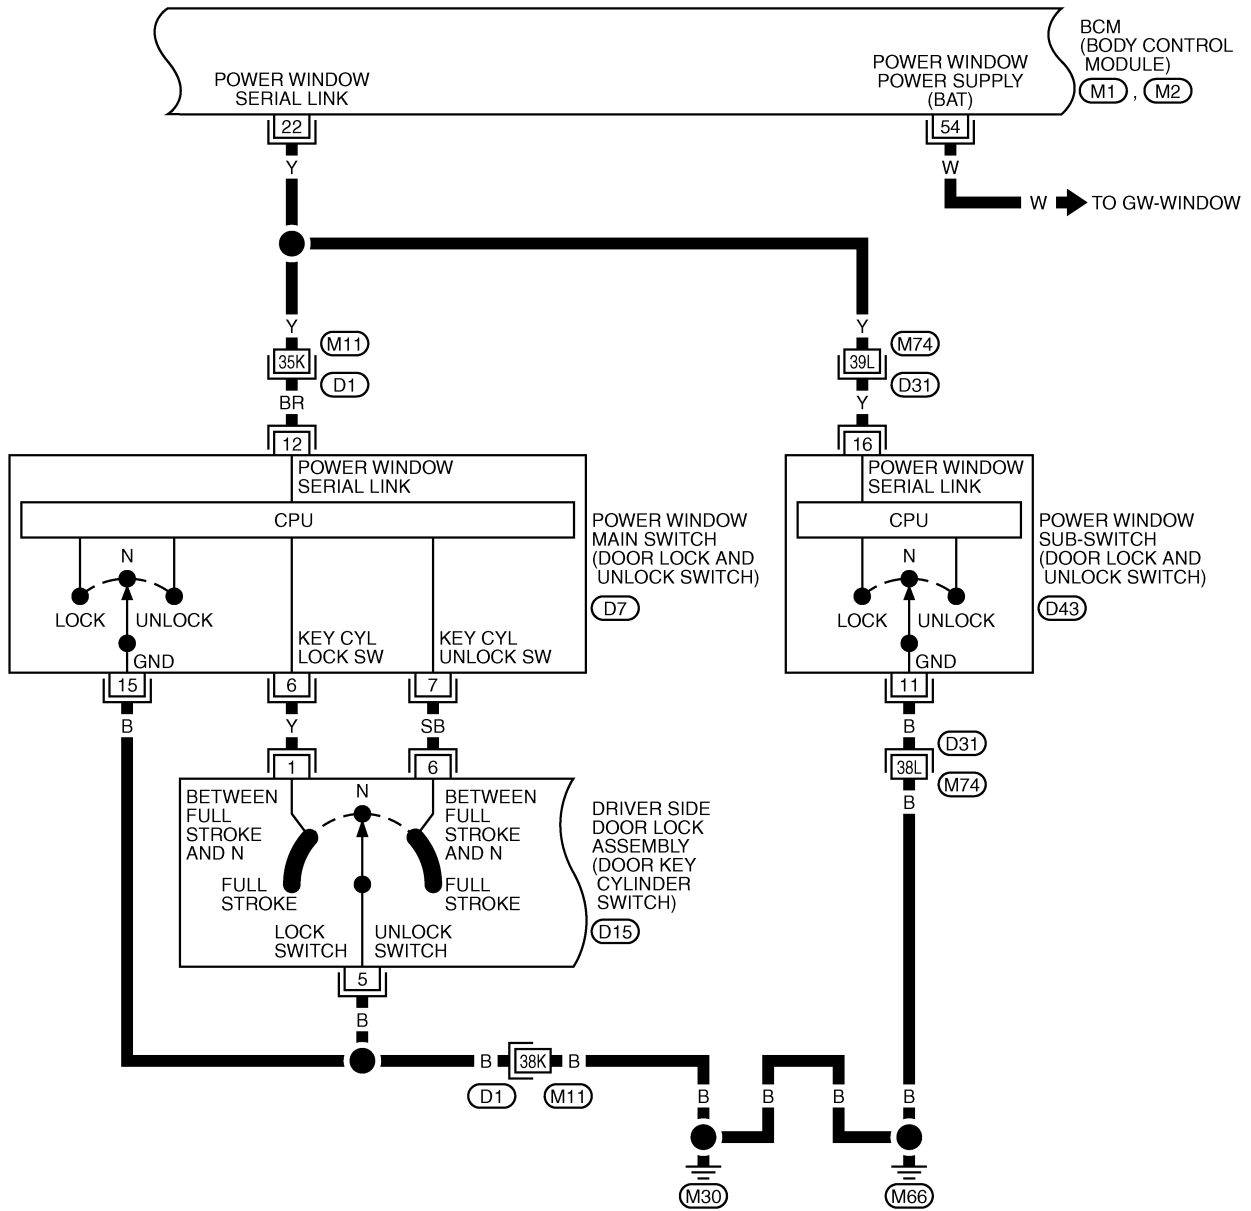 BCM
(BODY CONTROL
MODULE)
M1 , M2
POWER WINDOW
SERIAL LINK
POWER WINDOW
POWER SUPPLY
(BAT)
22
54
Y
W
W
TO GW-WINDOW
Y
Y
M11
35K
D1
M74
39L
D31
BR
Y
12
16
POWER WINDOW
SERIAL LINK
POWER WINDOW
SERIAL LINK
CPU
CPU
POWER WINDOW
MAIN SWITCH
(DOOR LOCK AND
UNLOCK SWITCH)
D7
POWER WINDOW
SUB-SWITCH
(DOOR LOCK AND
UNLOCK SWITCH)
D43
N
LOCK
UNLOCK
GND
KEY CYL
LOCK SW
KEY CYL
UNLOCK SW
N
LOCK
UNLOCK
GND
15
6
7
11
B
Y
SB
B
D31
38L
M74
B
1
6
BETWEEN
FULL
STROKE
AND N
N
BETWEEN
FULL
STROKE
AND N
FULL
STROKE
FULL
STROKE
LOCK
SWITCH
UNLOCK
SWITCH
DRIVER SIDE
DOOR LOCK
ASSEMBLY
(DOOR KEY
CYLINDER
SWITCH)
D15
5
B
B
38K
B
D1
M11
B
B
B
B
M30
M66